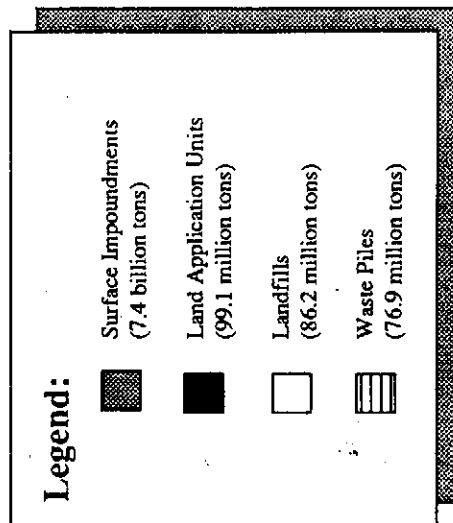 Legend:
Surface Impoundments
(7.4 billion tons)
Land Application Units
(99.1 million tons)
Landfills
(86.2 million tons)
Waste Piles
(76.9 million tons)